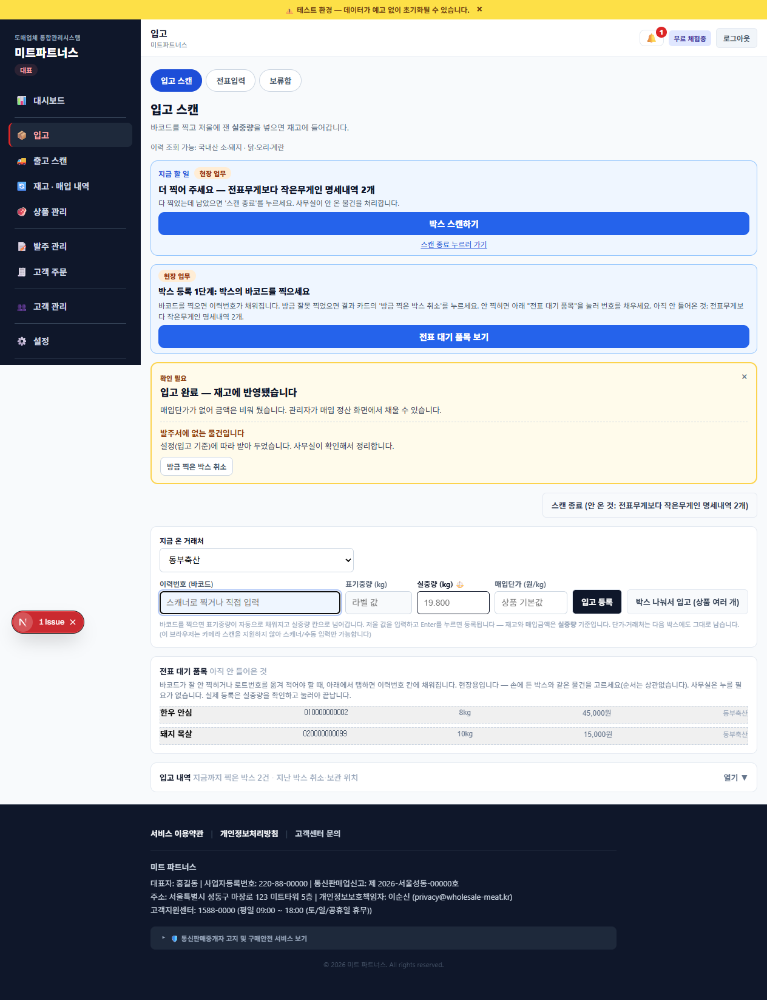 ⚠️ 테스트 환경 — 데이터가 예고 없이 초기화될 수 있습니다. ×
도매업체 통합관리시스템
미트파트너스
대표
📊 대시보드
📦 입고
🚚 출고 스캔
🔄 재고 · 매입 내역
🥩 상품 관리
📝 발주 관리
🧾 고객 주문
👥 고객 관리
⚙️ 설정
1 Issue ×
입고
미트파트너스
🔔 1 무료 체험중 로그아웃
입고 스캔 전표입력 보류함
입고 스캔
바코드를 찍고 저울에 잰 실중량을 넣으면 재고에 들어갑니다.
이력 조회 가능: 국내산 소·돼지 · 닭·오리·계란
지금 할 일 현장 업무
더 찍어 주세요 — 전표무게보다 작은무게인 명세내역 2개
다 찍었는데 남았으면 '스캔 종료'를 누르세요. 사무실이 안 온 물건을 처리합니다.
박스 스캔하기
스캔 종료 누르러 가기
현장 업무
박스 등록 1단계: 박스의 바코드를 찍으세요
바코드를 찍으면 이력번호가 채워집니다. 방금 잘못 찍었으면 결과 카드의 '방금 찍은 박스 취소'를 누르세요. 안 찍히면 아래 "전표 대기 품목"을 눌러 번호를 채우세요. 아직 안 들어온 것: 전표무게보
다 작은무게인 명세내역 2개.
전표 대기 품목 보기
확인 필요 ×
입고 완료 — 재고에 반영됐습니다
매입단가가 없어 금액은 비워 뒀습니다. 관리자가 매입 정산 화면에서 채울 수 있습니다.
발주서에 없는 물건입니다
설정(입고 기준)에 따라 받아 두었습니다. 사무실이 확인해서 정리합니다.
방금 찍은 박스 취소
스캔 종료 (안 온 것: 전표무게보다 작은무게인 명세내역 2개)
지금 온 거래처
동부축산
이력번호 (바코드) 표기중량 (kg) 실중량 (kg) ⚖️ 매입단가 (원/kg)
스캐너로 찍거나 직접 입력 라벨 값 19.800 상품 기본값 입고 등록 박스 나눠서 입고 (상품 여러 개)
바코드를 찍으면 표기중량이 자동으로 채워지고 실중량 칸으로 넘어갑니다. 저울 값을 입력하고 Enter를 누르면 등록됩니다 — 재고와 매입금액은 실중량 기준입니다. 단가·거래처는 다음 박스에도 그대로 남습니다.
(이 브라우저는 카메라 스캔을 지원하지 않아 스캐너/수동 입력만 가능합니다)
전표 대기 품목 아직 안 들어온 것
바코드가 잘 안 찍히거나 로트번호를 옮겨 적어야 할 때, 아래에서 탭하면 이력번호 칸에 채워집니다. 현장용입니다 — 손에 든 박스와 같은 물건을 고르세요(순서는 상관없습니다). 사무실은 누를 필
요가 없습니다. 실제 등록은 실중량을 확인하고 눌러야 끝납니다.
한우 안심 010000000002 8kg 45,000원 동부축산
돼지 목살 020000000099 10kg 15,000원 동부축산
입고 내역 지금까지 찍은 박스 2건 · 지난 박스 취소·보관 위치 열기 ▼
서비스 이용약관 | 개인정보처리방침 | 고객센터 문의
미트 파트너스
대표자: 홍길동 | 사업자등록번호: 220-88-00000 | 통신판매업신고: 제 2026-서울성동-00000호
주소: 서울특별시 성동구 마장로 123 미트타워 5층 | 개인정보보호책임자: 이순신 (privacy@wholesale-meat.kr)
고객지원센터: 1588-0000 (평일 09:00 ~ 18:00 (토/일/공휴일 휴무))
▸ 🛡️ 통신판매중개자 고지 및 구매안전 서비스 보기
© 2026 미트 파트너스. All rights reserved.